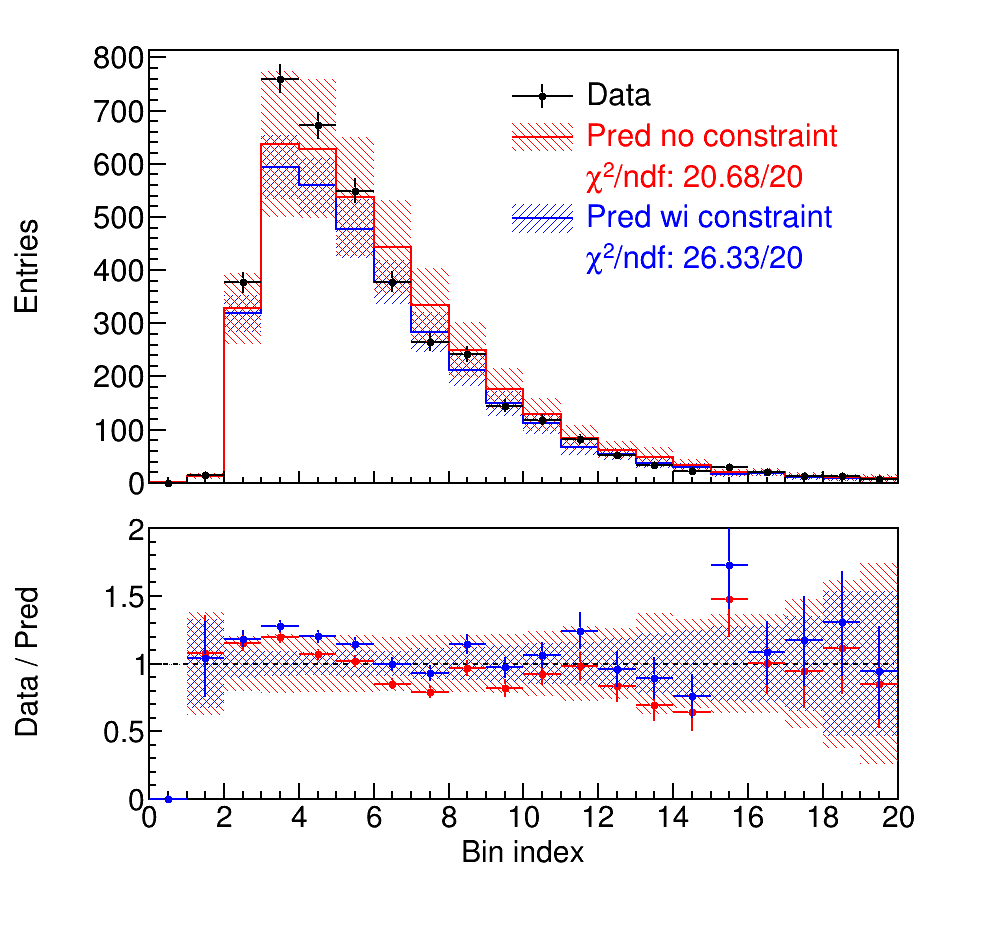 800
700
600
500
400
300
200
100
0
Entries
Data
Pred no constraint
χ²/ndf: 20.68/20
Pred wi constraint
χ²/ndf: 26.33/20
2
1.5
1
0.5
0
Data / Pred
0 2 4 6 8 10 12 14 16 18 20
Bin index